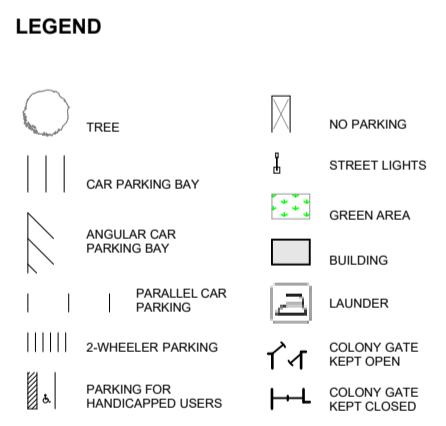 LEGEND
TREE
CAR PARKING BAY
ANGULAR CAR
PARKING BAY
PARALLEL CAR
PARKING
2-WHEELER PARKING
PARKING FOR
HANDICAPPED USERS
NO PARKING
STREET LIGHTS
GREEN AREA
BUILDING
LAUNDER
COLONY GATE
KEPT OPEN
COLONY GATE
KEPT CLOSED